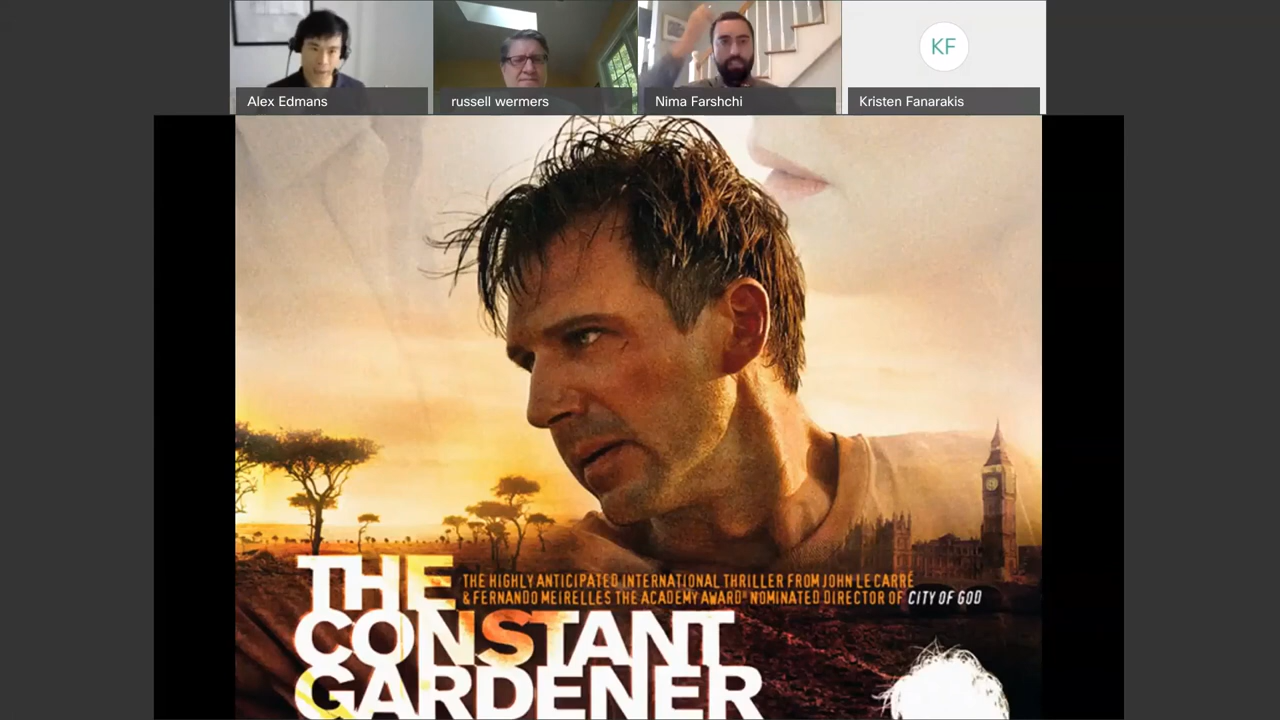 KF
Alex Edmans
russell wermers
Nima Farshchi
Kristen Fanarakis
THE HIGHLY ANTICIPATED INTERNATIONAL THRILLER FROM JOHN LE CARRÉ
& FERNANDO MEIRELLES THE ACADEMY AWARD® NOMINATED DIRECTOR OF CITY OF GOD
THE
CONSTANT
GARDENER